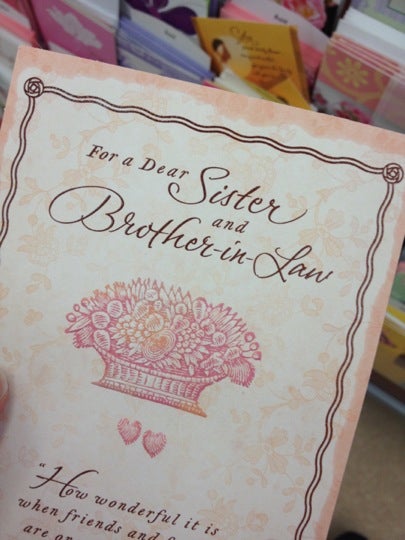 For a Dear Sister
and
Brother-in-Law
"How wonderful it is
when friends and
are